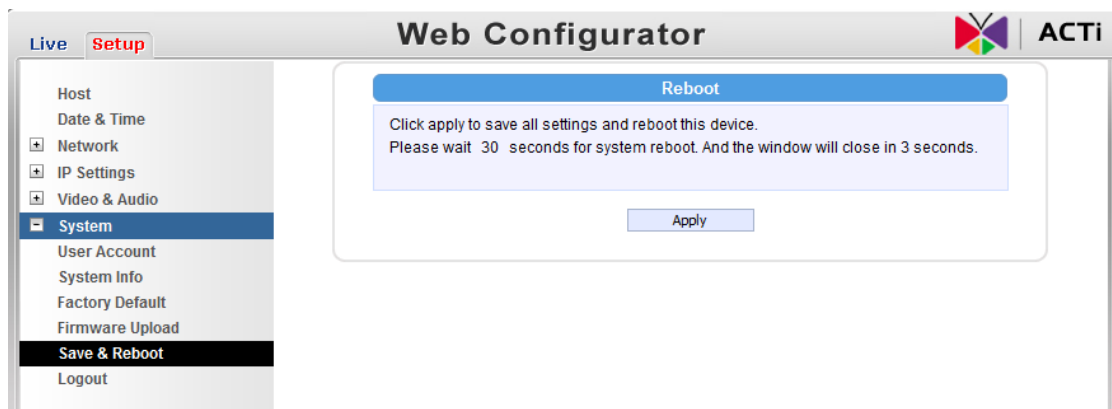 Live Setup
Web Configurator
ACTi
Host
Date & Time
Network
IP Settings
Video & Audio
System
User Account
System Info
Factory Default
Firmware Upload
Save & Reboot
Logout
Reboot
Click apply to save all settings and reboot this device.
Please wait 30 seconds for system reboot. And the window will close in 3 seconds.
Apply